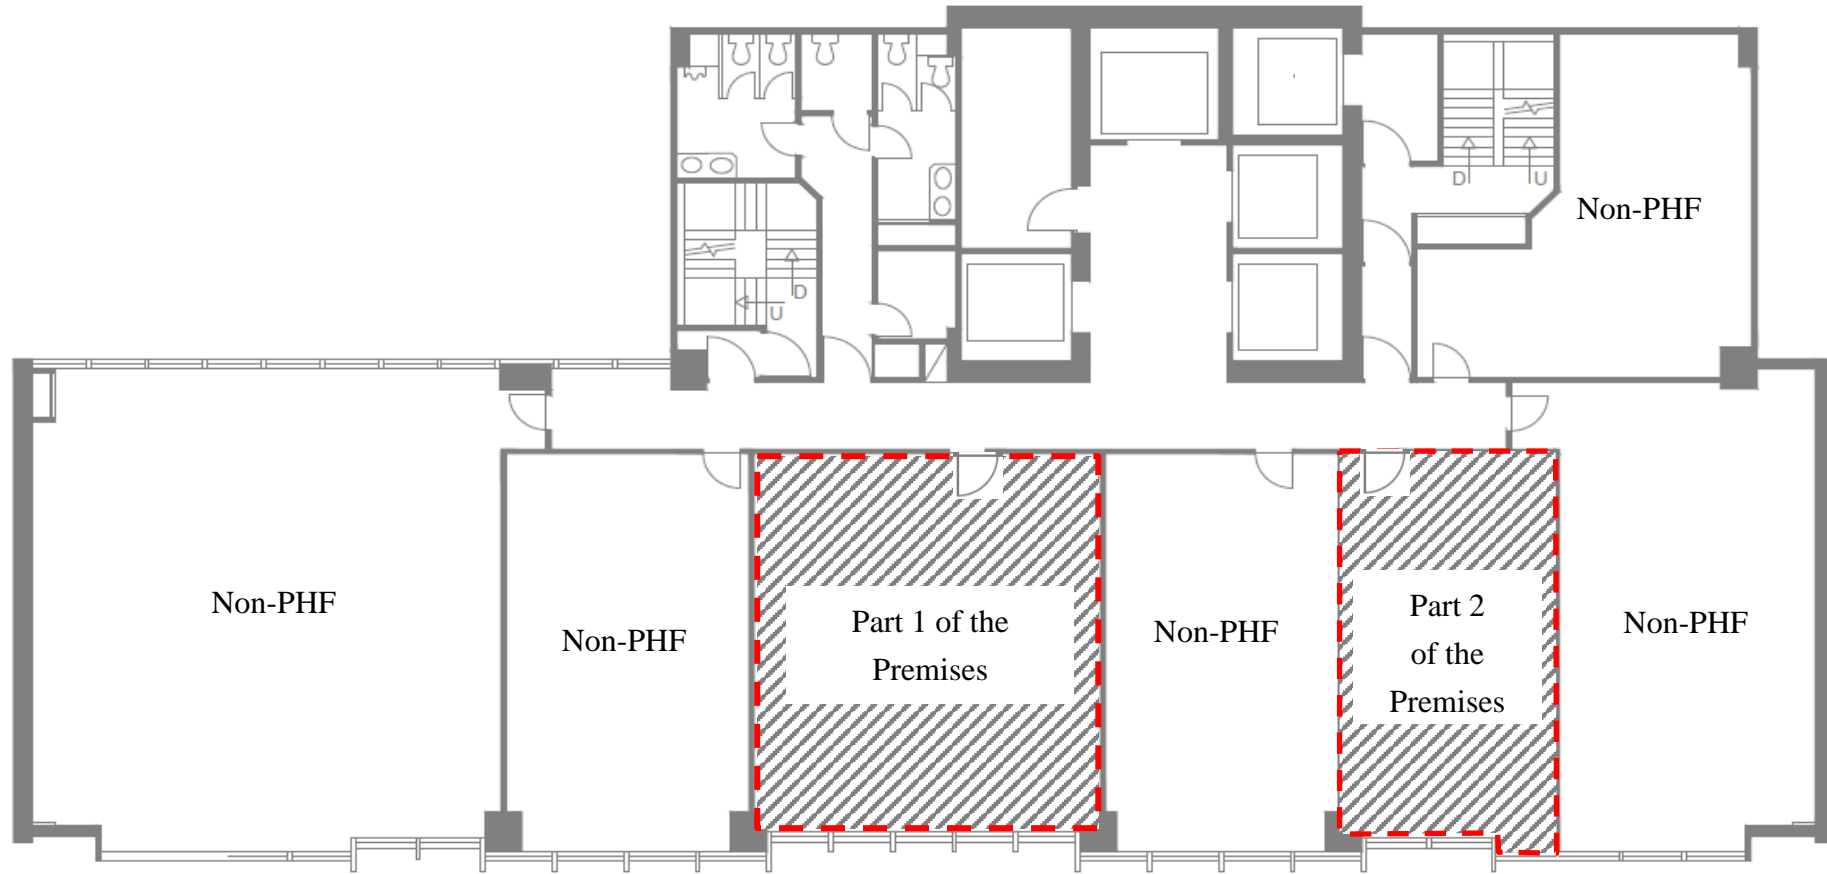 D
U
Non-PHF
D
U
Non-PHF
Non-PHF
Part 1 of the
Premises
Non-PHF
Part 2
of the
Premises
Non-PHF